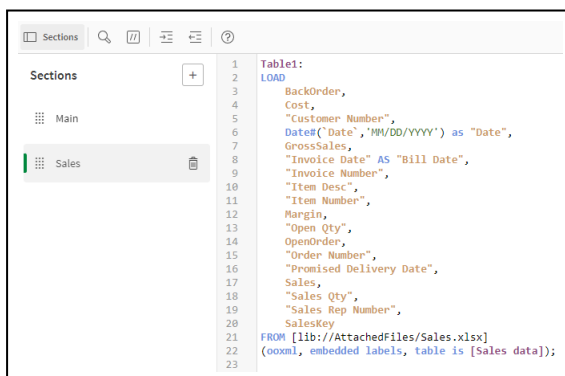 Sections
Sections
Main
Sales
1 Table1:
2 LOAD
3 BackOrder,
4 Cost,
5 "Customer Number",
6 Date#(`Date`,'MM/DD/YYYY') as "Date",
7 GrossSales,
8 "Invoice Date" AS "Bill Date",
9 "Invoice Number",
10 "Item Desc",
11 "Item Number",
12 Margin,
13 "Open Qty",
14 OpenOrder,
15 "Order Number",
16 "Promised Delivery Date",
17 Sales,
18 "Sales Qty",
19 "Sales Rep Number",
20 SalesKey
21 FROM [lib://AttachedFiles/Sales.xlsx]
22 (ooxml, embedded labels, table is [Sales data]);
23